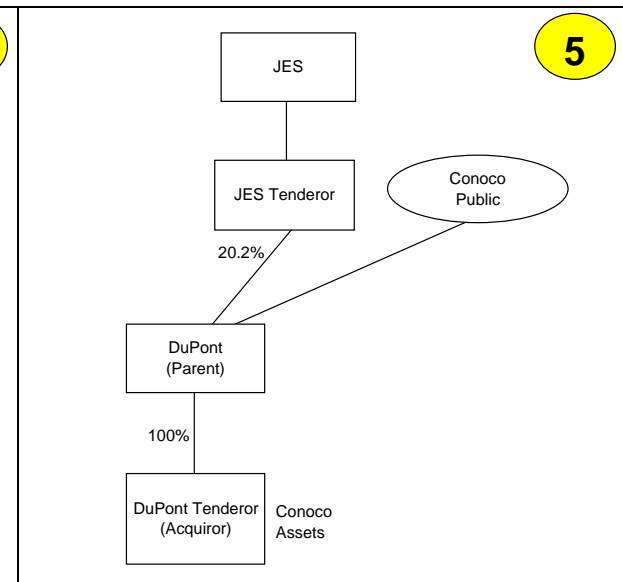 5
JES
JES Tenderor
Conoco
Public
20.2%
DuPont
(Parent)
100%
DuPont Tenderor
(Acquiror)
Conoco
Assets